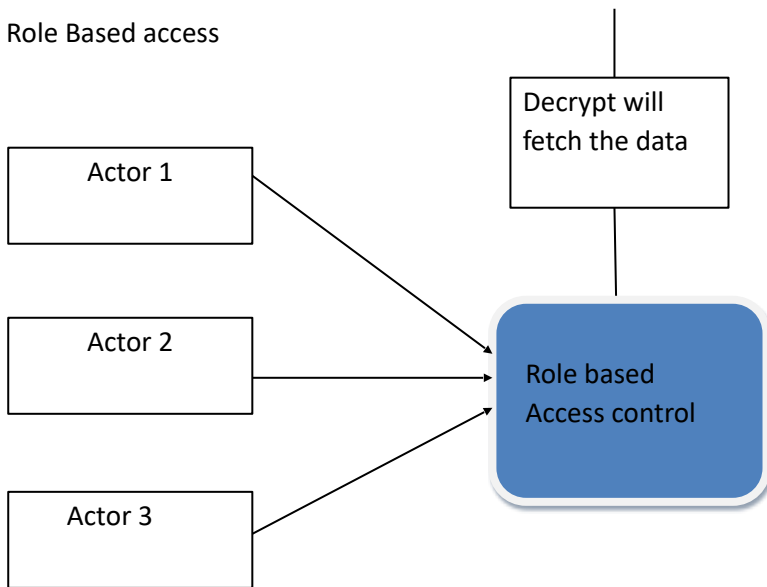 Role Based access
Decrypt will
fetch the data
Actor 1
Actor 2
Role based
Access control
Actor 3